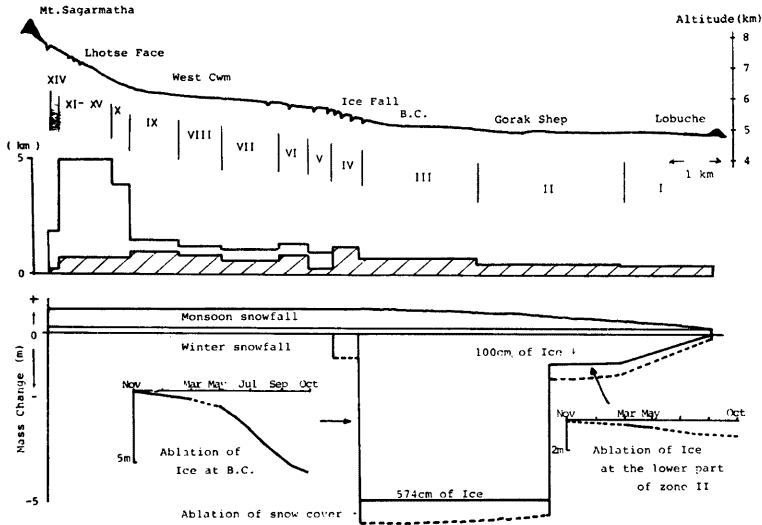 Mt.Sagarmatha
Altitude(km)
8
Lhotse Face
7
West Cwm
XIV
XI- XV
X
IX
VIII
VII
VI
V
IV
Ice Fall
B.C.
Gorak Shep
Lobuche
6
5
4
(km)
5
0
III
II
I
1 km
+
0
Monsoon snowfall
Winter snowfall
100cm of Ice
Mass Change (m)
-
-5
Nov Mar May Jul Sep Oct
5m
Ablation of
Ice at B.C.
574cm of Ice
Ablation of snow cover
Nov Mar May Oct
2m
Ablation of Ice
at the lower part
of zone II